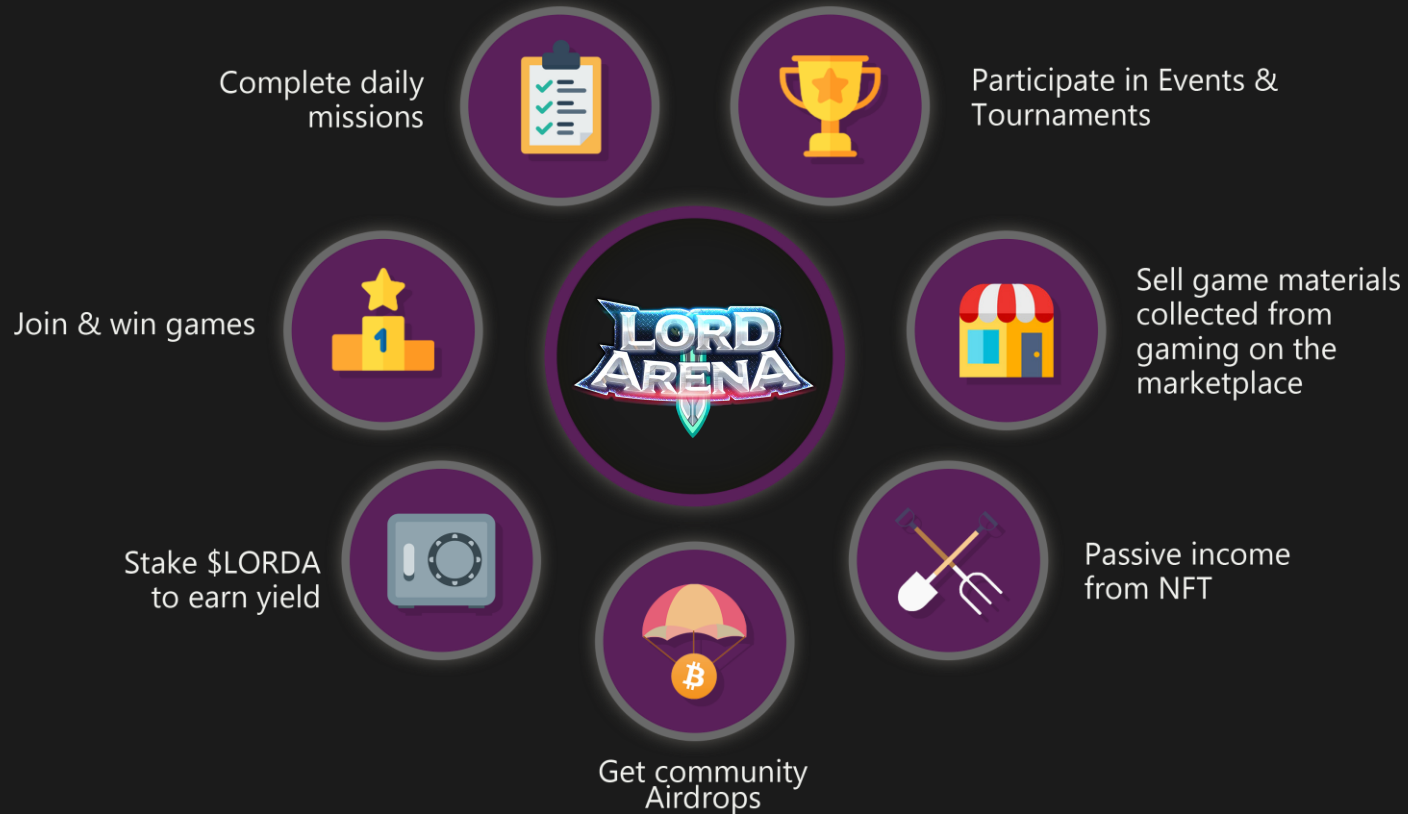 Complete daily
missions
Participate in Events &
Tournaments
Join & win games
1
LORD
ARENA
Sell game materials
collected from
gaming on the
marketplace
Stake $LORDA
to earn yield
Passive income
from NFT
Get community
Airdrops